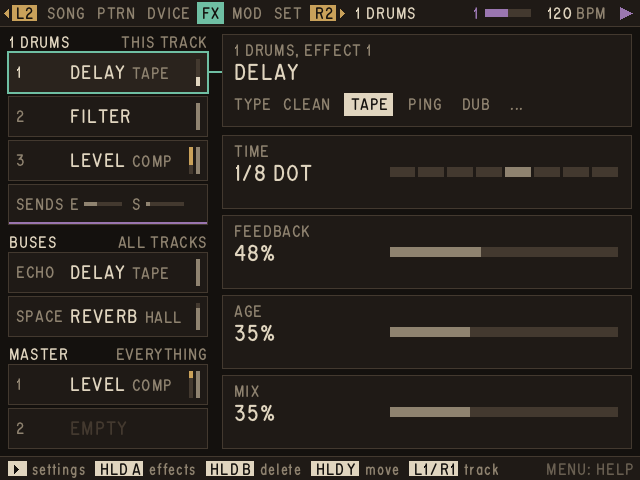 L2 SONG PTRN DVICE FX MOD SET R2 1 DRUMS 1 120 BPM
1 DRUMS THIS TRACK
1 DELAY TAPE
2 FILTER
3 LEVEL COMP
SENDS E S
BUSES ALL TRACKS
ECHO DELAY TAPE
SPACE REVERB HALL
MASTER EVERYTHING
1 LEVEL COMP
2 EMPTY
1 DRUMS, EFFECT 1
DELAY
TYPE CLEAN TAPE PING DUB ...
TIME
1/8 DOT
FEEDBACK
48%
AGE
35%
MIX
35%
settings HLD A effects HLD B delete HLD Y move L1/R1 track MENU: HELP